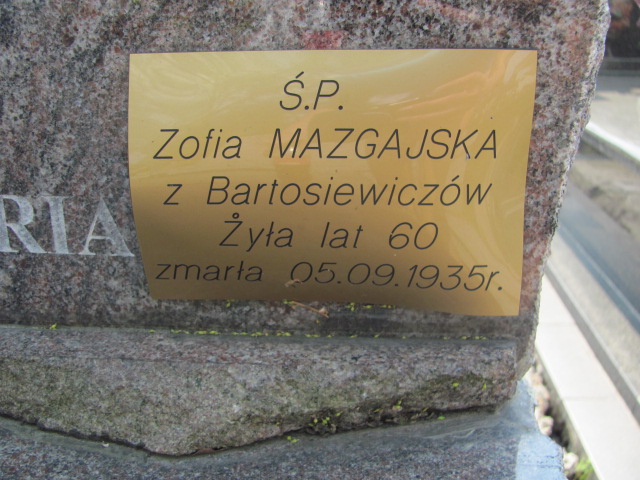 Ś.P.
Zofia MAZGAJSKA
z Bartosiewiczów
Żyła lat 60
zmarła 05.09.1935r.
RIA